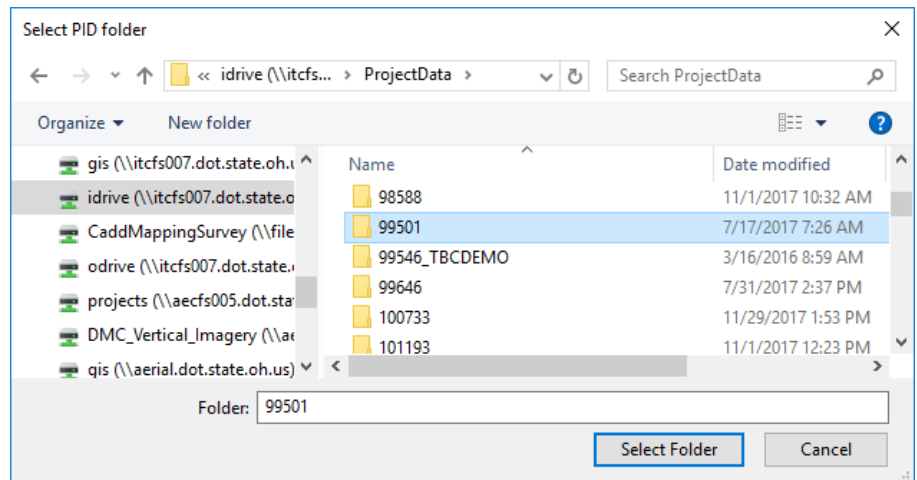 Select PID folder
« idrive (\\itcfs... > ProjectData >
Search ProjectData
Organize
New folder
gis (\\itcfs007.dot.state.oh.u
idrive (\\itcfs007.dot.state.o
CaddMappingSurvey (\\file
odrive (\\itcfs007.dot.state.
projects (\\aecfs005.dot.sta
DMC_Vertical_Imagery (\\ae
gis (\\aerial.dot.state.oh.us)
Name
Date modified
98588
11/1/2017 10:32 AM
99501
7/17/2017 7:26 AM
99546_TBCDEMO
3/16/2016 8:59 AM
99646
7/31/2017 2:37 PM
100733
11/29/2017 1:53 PM
101193
11/1/2017 12:23 PM
Folder: 99501
Select Folder
Cancel